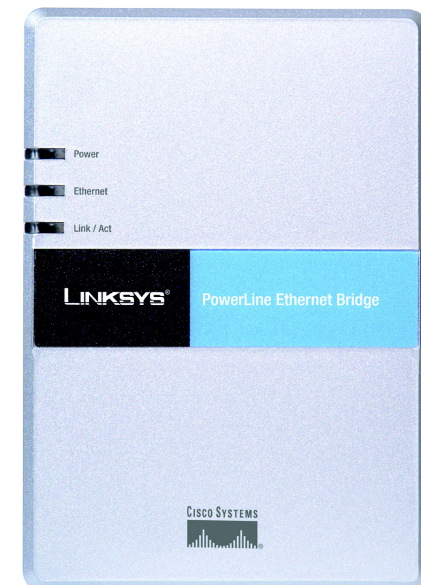 Power
Ethernet
Link / Act
LINKSYS®
PowerLine Ethernet Bridge
CISCO SYSTEMS
®